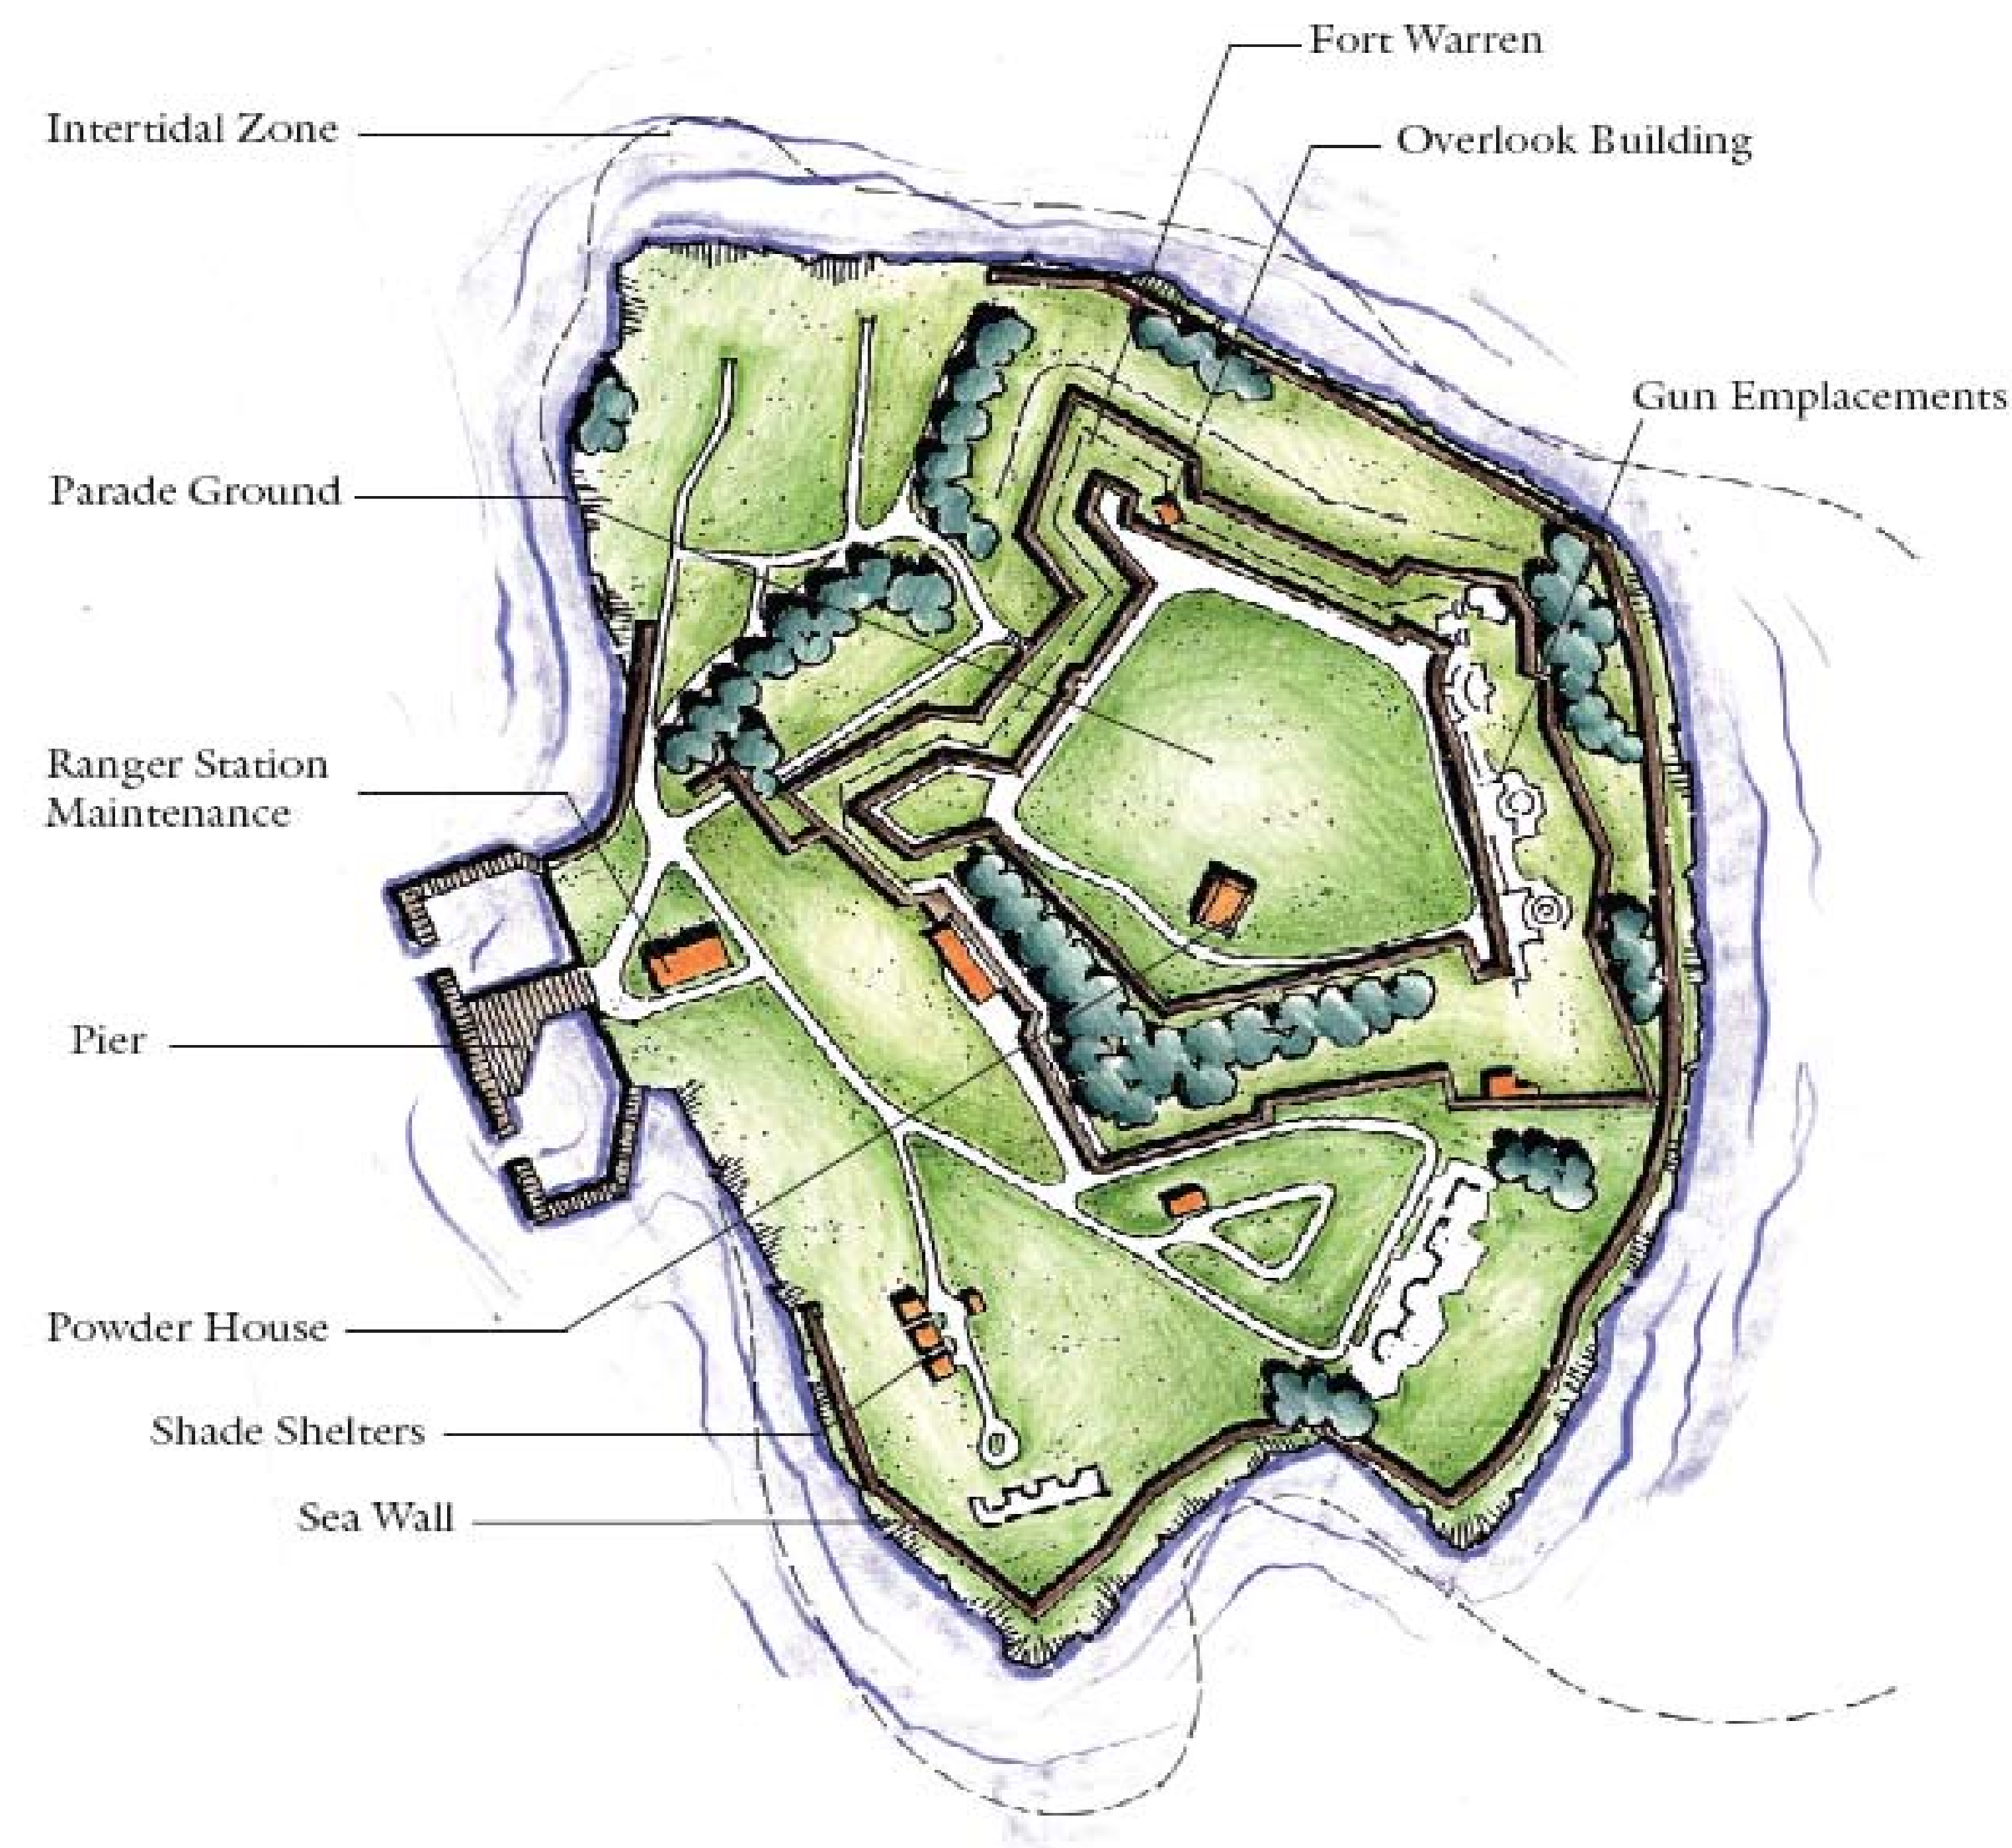 Fort Warren
Intertidal Zone
Overlook Building
Gun Emplacements
Parade Ground
Ranger Station
Maintenance
Pier
Powder House
Shade Shelters
Sea Wall